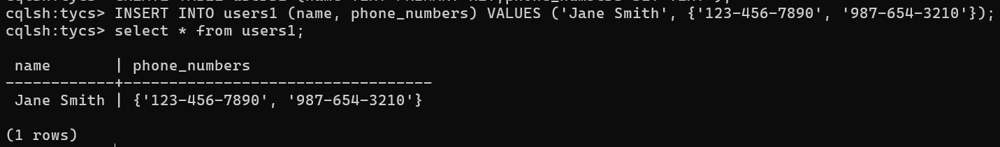 cqlsh:tycs> INSERT INTO users1 (name, phone_numbers) VALUES ('Jane Smith', {'123-456-7890', '987-654-3210'});
cqlsh:tycs> select * from users1;
name | phone_numbers
------------+---------------------------------
Jane Smith | {'123-456-7890', '987-654-3210'}
(1 rows)